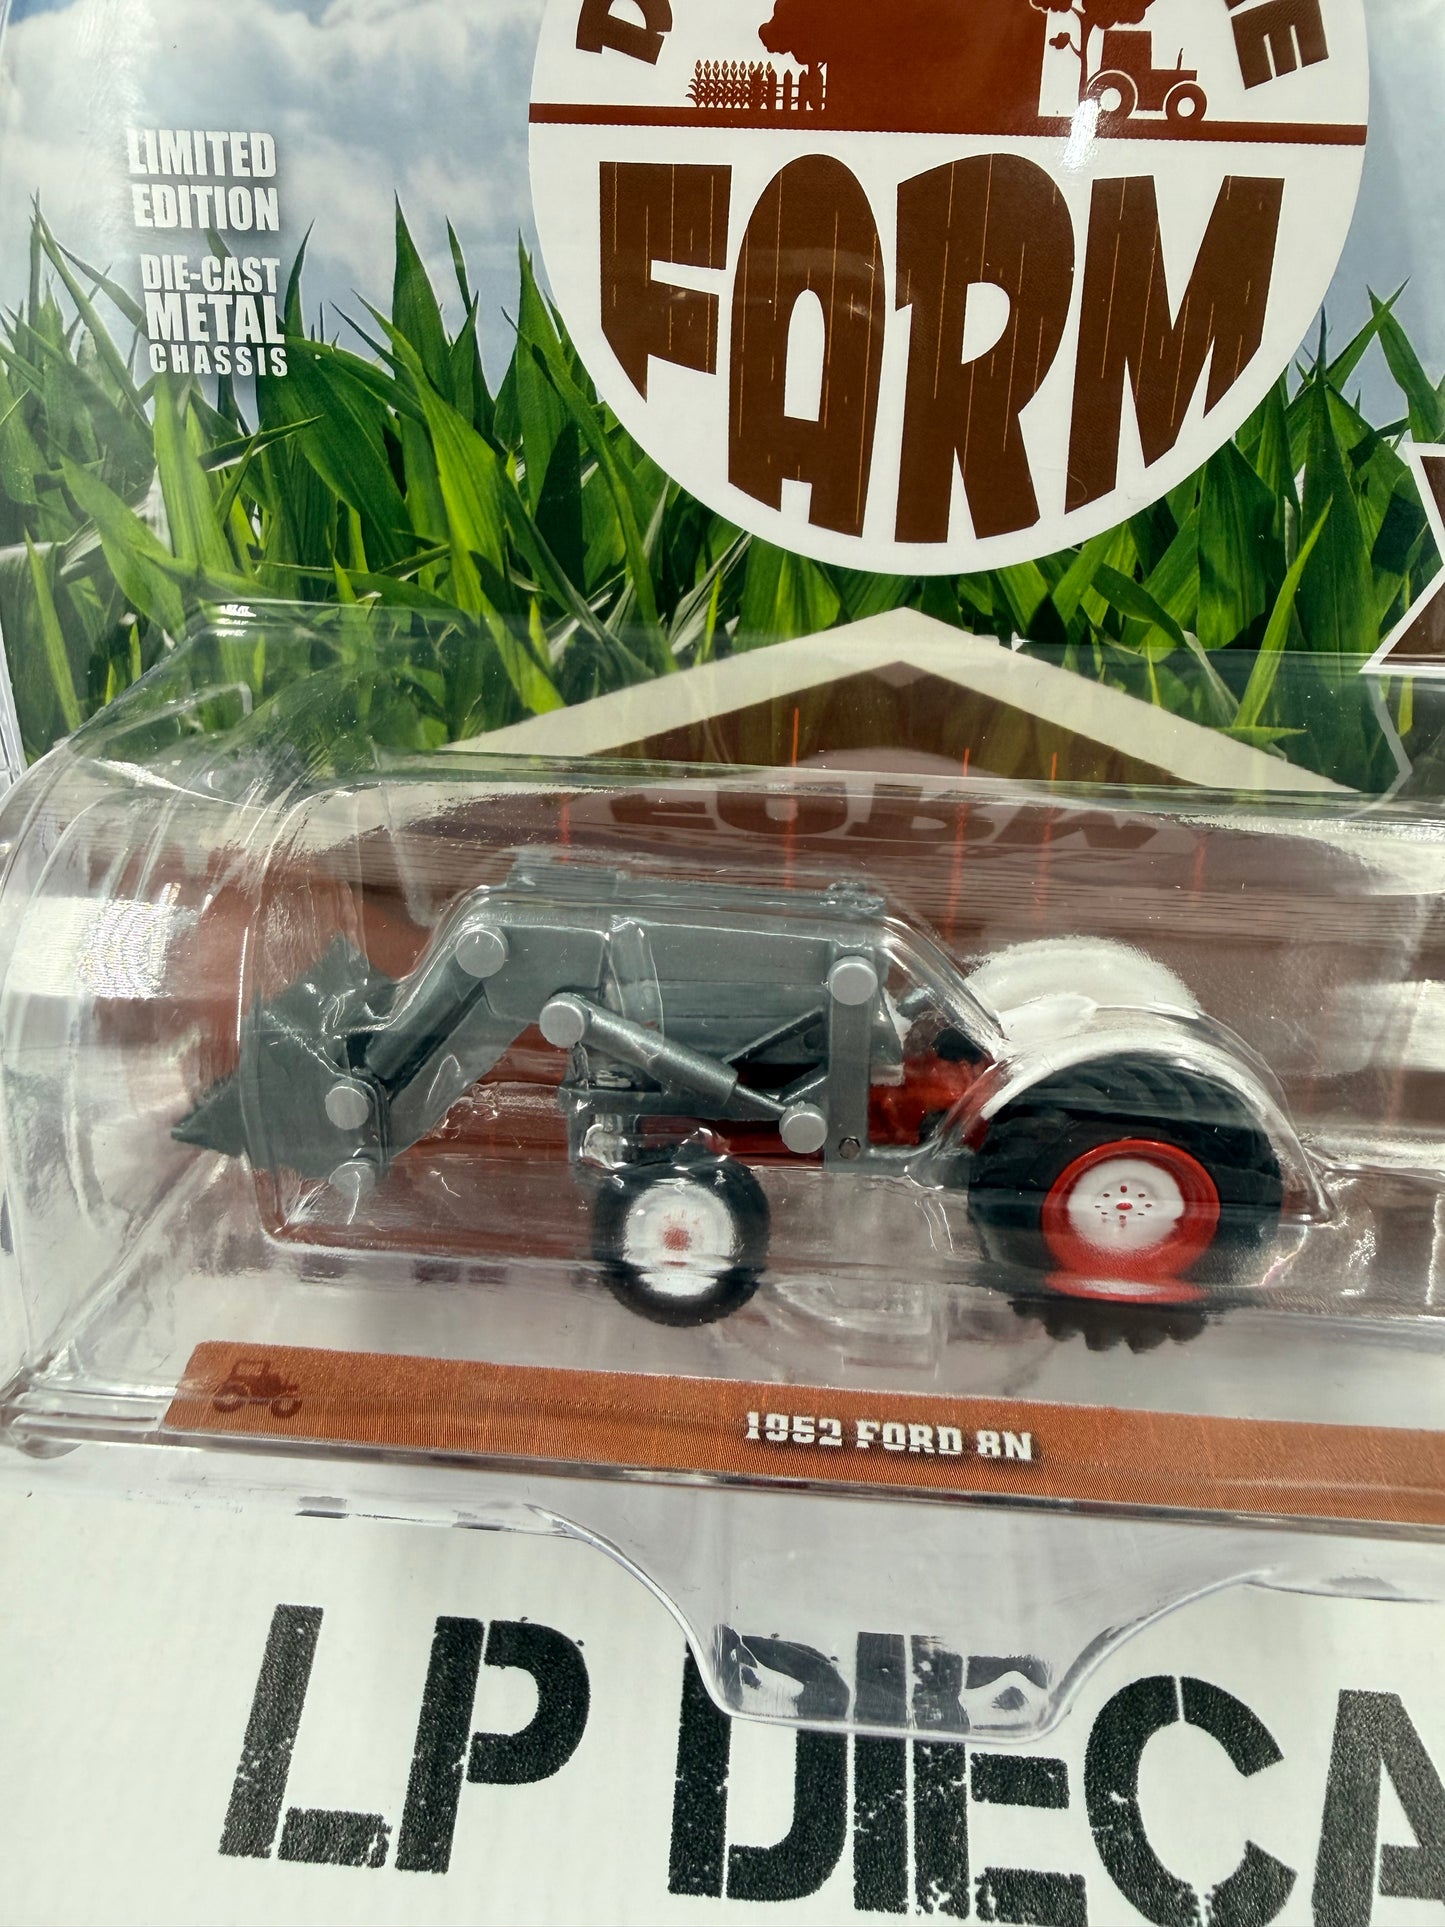 LIMITED
EDITION
DIE-CAST
METAL
CHASSIS
FARM
1952 FORD 8N
LP DIECA